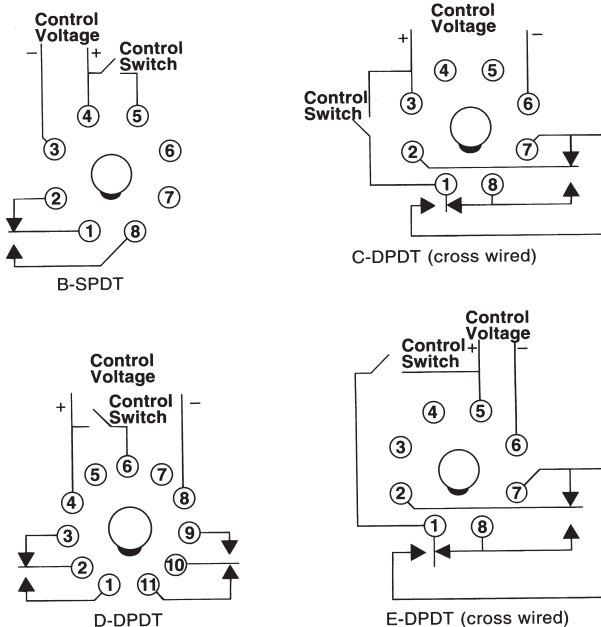 Control
Voltage
− +
Control
Switch
4 5
3 6
2 7
1 8
B-SPDT
Control
Voltage
+ −
4 5
Control
Switch
3 6
2 7
1 8
C-DPDT (cross wired)
Control
Voltage
+ −
Control
Switch
6
5 7
4 8
3 9
2 10
1 11
D-DPDT
Control
Voltage
+ −
Control
Switch
4 5
3 6
2 7
1 8
E-DPDT (cross wired)